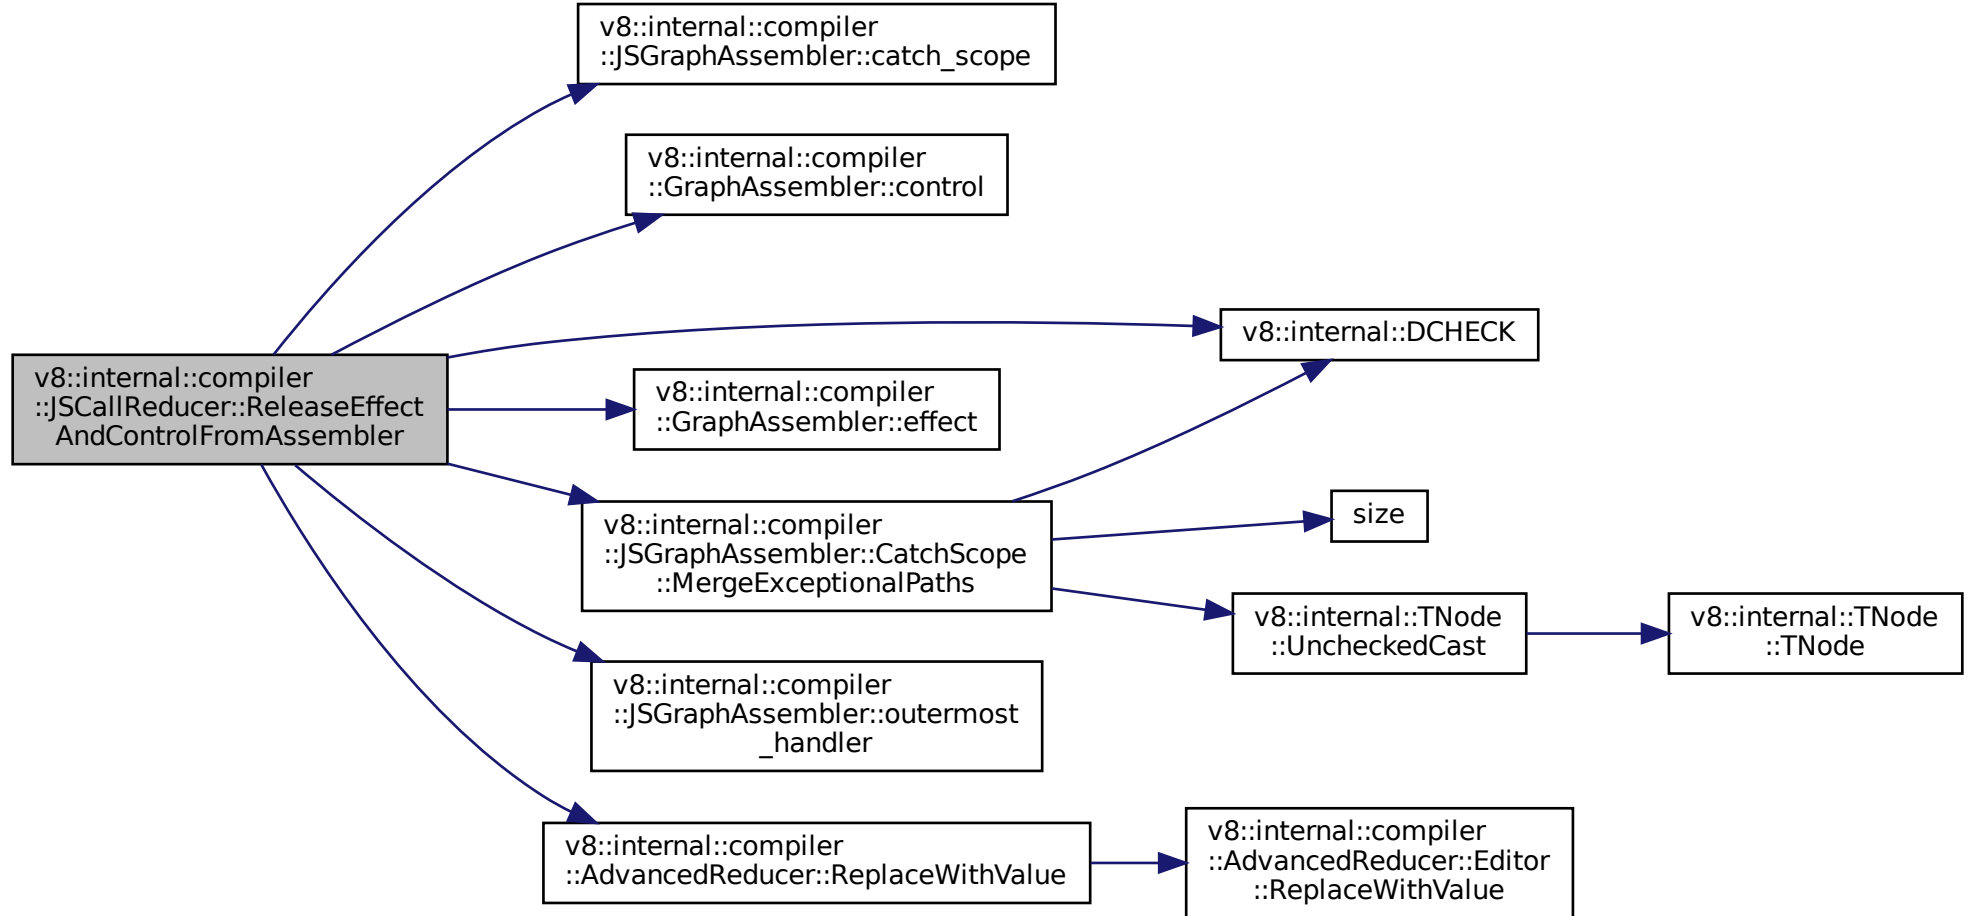 v8::internal::compiler
::JSGraphAssembler::catch_scope
v8::internal::compiler
::GraphAssembler::control
v8::internal::DCHECK
v8::internal::compiler
::JSCallReducer::ReleaseEffect
AndControlFromAssembler
v8::internal::compiler
::GraphAssembler::effect
v8::internal::compiler
::JSGraphAssembler::CatchScope
::MergeExceptionalPaths
size
v8::internal::TNode
::UncheckedCast
v8::internal::TNode
::TNode
v8::internal::compiler
::JSGraphAssembler::outermost
_handler
v8::internal::compiler
::AdvancedReducer::ReplaceWithValue
v8::internal::compiler
::AdvancedReducer::Editor
::ReplaceWithValue